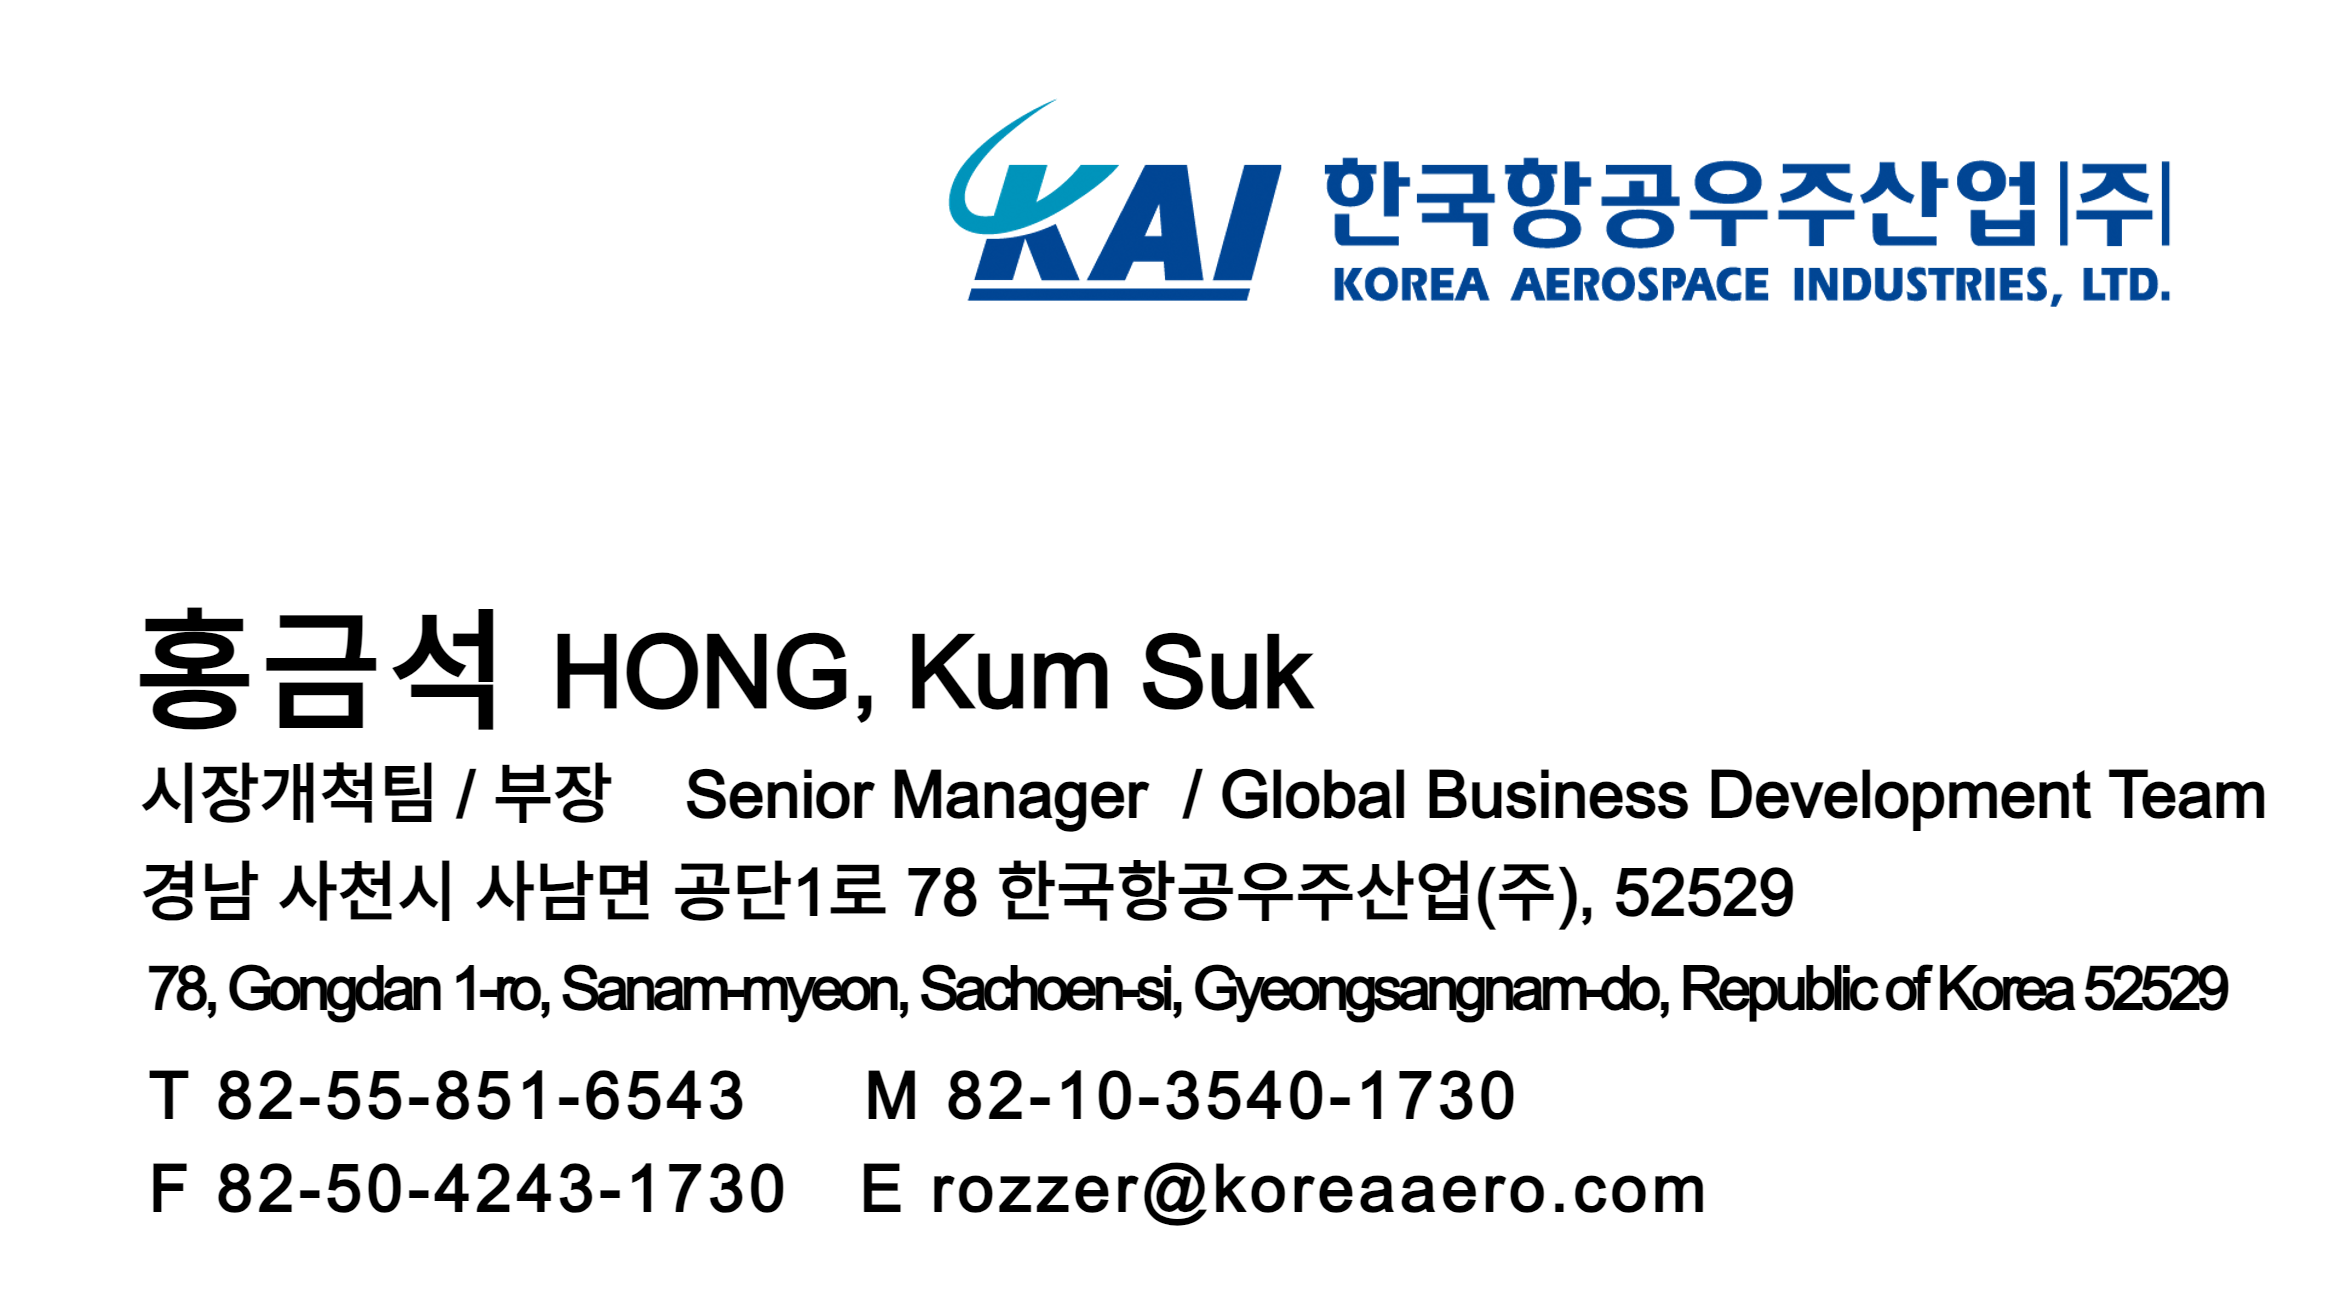 KAI 한국항공우주산업|주|
KOREA AEROSPACE INDUSTRIES, LTD.
홍금석 HONG, Kum Suk
시장개척팀 / 부장 Senior Manager / Global Business Development Team
경남 사천시 사남면 공단1로 78 한국항공우주산업(주), 52529
78, Gongdan 1-ro, Sanam-myeon, Sachoen-si, Gyeongsangnam-do, Republic of Korea 52529
T 82-55-851-6543 M 82-10-3540-1730
F 82-50-4243-1730 E rozzer@koreaaero.com